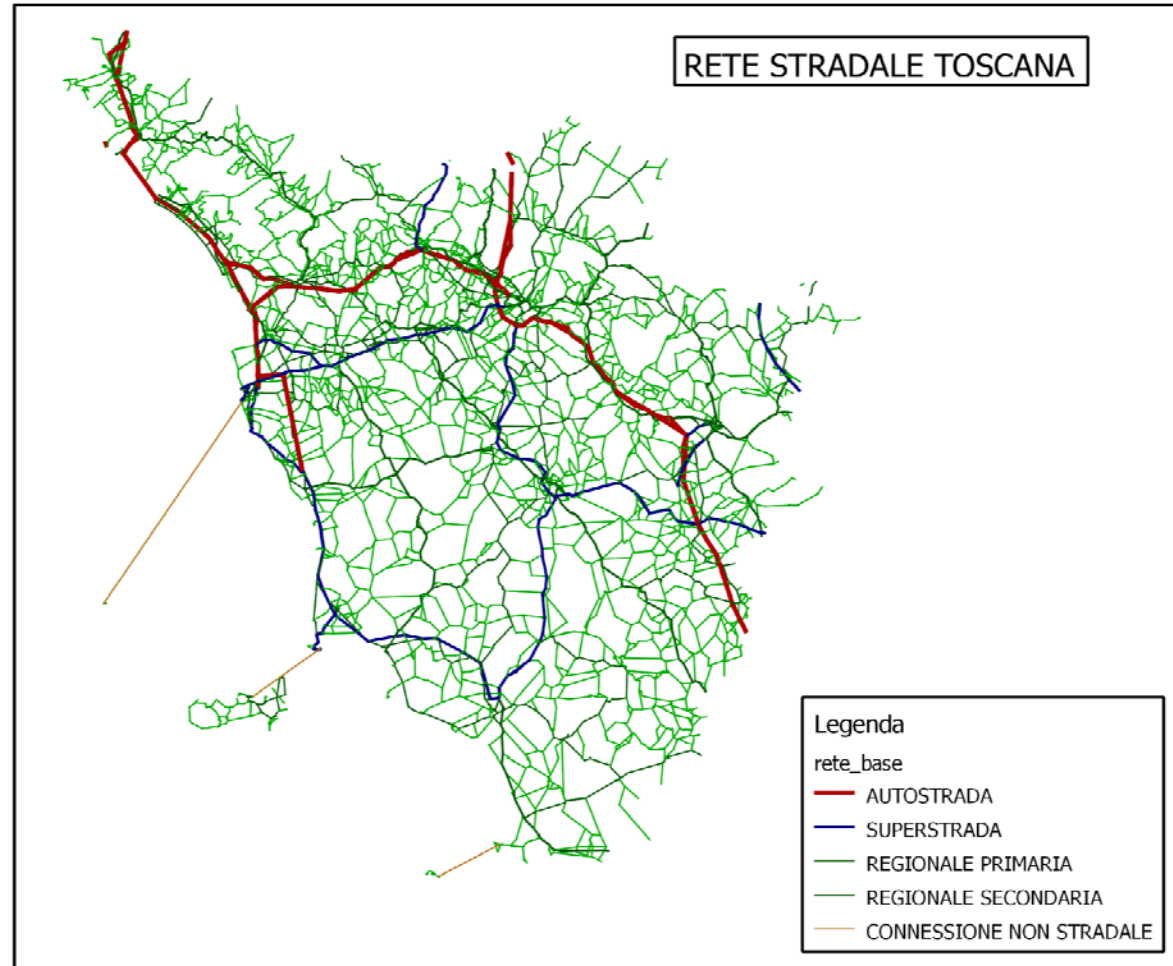 RETE STRADALE TOSCANA
Legenda
rete_base
AUTOSTRADA
SUPERSTRADA
REGIONALE PRIMARIA
REGIONALE SECONDARIA
CONNESSIONE NON STRADALE